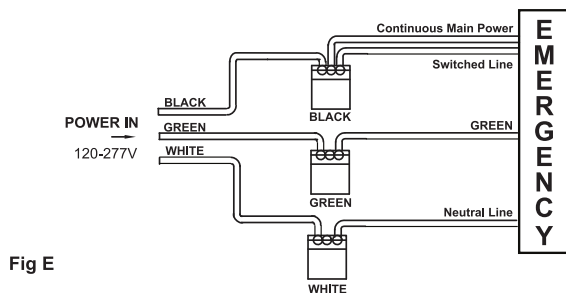 Continuous Main Power
Switched Line
BLACK
BLACK
POWER IN
120-277V
GREEN
GREEN
WHITE
GREEN
Neutral Line
WHITE
EMERGENCY
Fig E